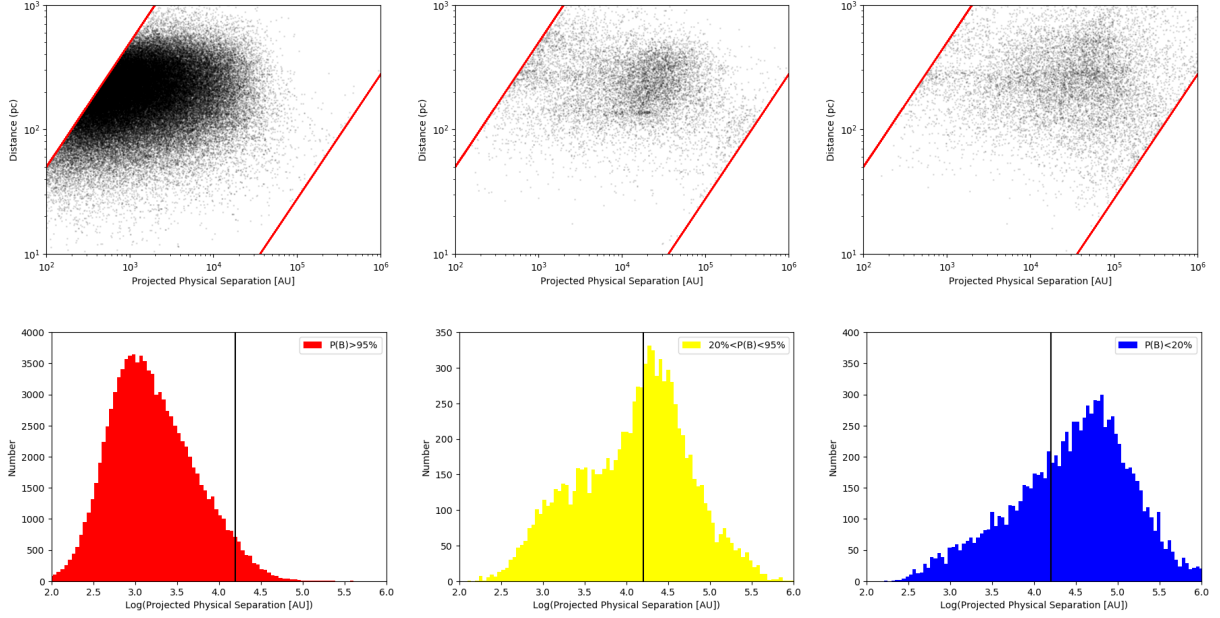 10³
10²
10¹
Distance (pc)
10² 10³ 10⁴ 10⁵ 10⁶
Projected Physical Separation [AU]
10³
10²
10¹
Distance (pc)
10² 10³ 10⁴ 10⁵ 10⁶
Projected Physical Separation [AU]
10³
10²
10¹
Distance (pc)
10² 10³ 10⁴ 10⁵ 10⁶
Projected Physical Separation [AU]
4000
3500
3000
2500
2000
1500
1000
500
0
Number
P(B)>95%
2.0 2.5 3.0 3.5 4.0 4.5 5.0 5.5 6.0
Log(Projected Physical Separation [AU])
350
300
250
200
150
100
50
0
Number
20%<P(B)<95%
2.0 2.5 3.0 3.5 4.0 4.5 5.0 5.5 6.0
Log(Projected Physical Separation [AU])
400
350
300
250
200
150
100
50
0
Number
P(B)<20%
2.0 2.5 3.0 3.5 4.0 4.5 5.0 5.5 6.0
Log(Projected Physical Separation [AU])